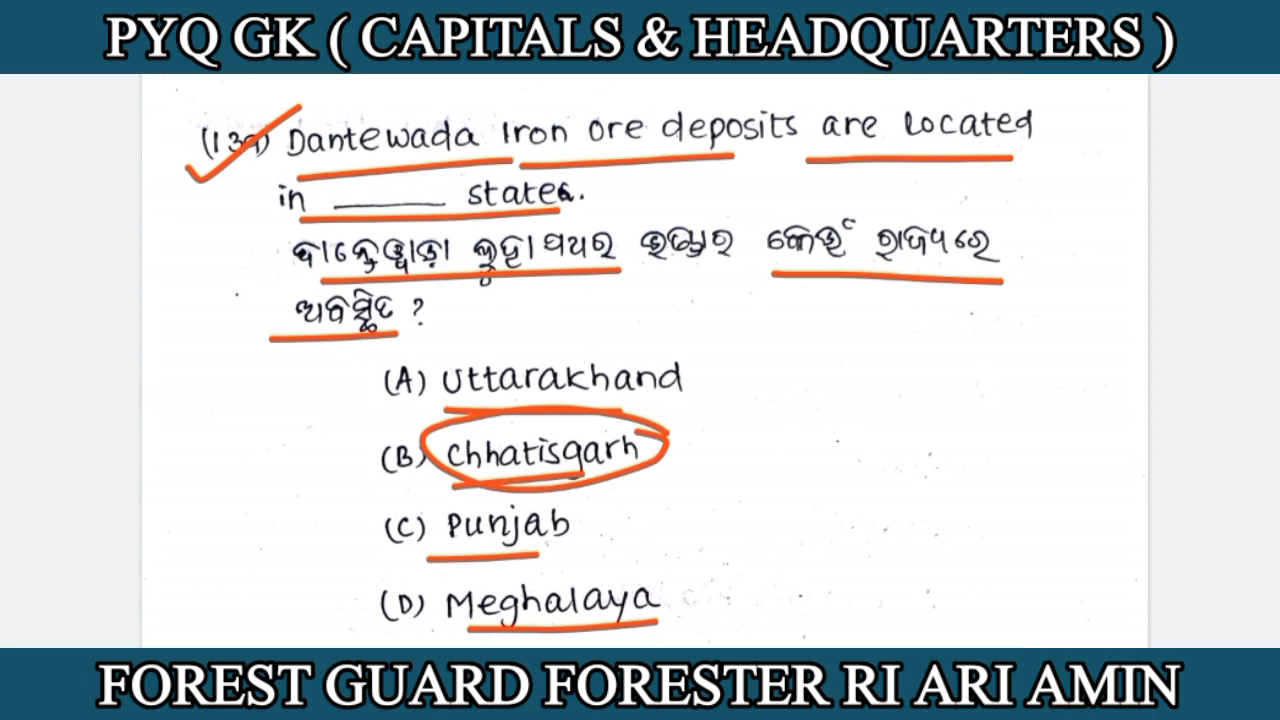 PYQ GK ( CAPITALS & HEADQUARTERS )
(139) Dantewada Iron ore deposits are located
in ______ states.
ଦାନ୍ତେୱାଡ଼ା ଲୁହା ପଥର ଭଣ୍ଡାର କେଉଁ ରାଜ୍ୟରେ
ଅବସ୍ଥିତ ?
(A) Uttarakhand
(B) Chhatisgarh
(C) Punjab
(D) Meghalaya
FOREST GUARD FORESTER RI ARI AMIN